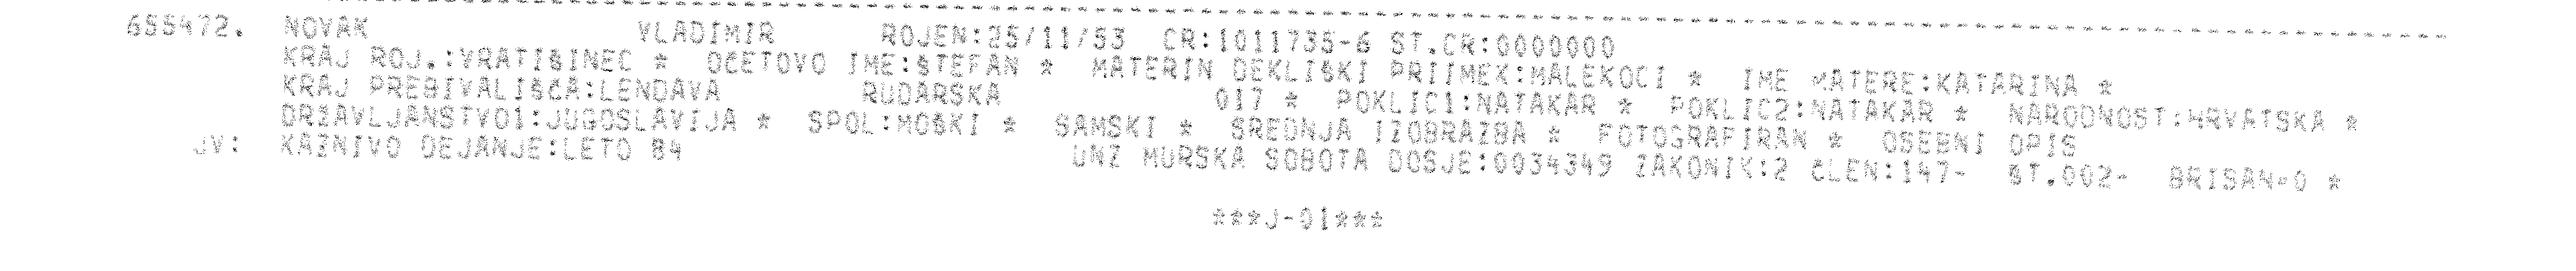 655472. NOVAK VLADIMIR ROJEN:25/11/53 CR:1011735-6 ST.CR:0000000
KRAJ ROJ.:VRATIŠINEC * OČETOVO IME:ŠTEFAN * MATERIN DEKLIŠKI PRIIMEK:MALEKOCI * IME MATERE:KATARINA *
KRAJ PREBIVALIŠČA:LENDAVA RUDARSKA 017 * POKLIC1:NATAKAR * POKLIC2:NATAKAR * NARODNOST:HRVATSKA *
DRŽAVLJANSTVO1:JUGOSLAVIJA * SPOL:MOŠKI * SAMSKI * SREDNJA IZOBRAZBA * FOTOGRAFIRAN * OSEBNI OPIS
JV: KAZNIVO DEJANJE:LETO 84 UNZ MURSKA SOBOTA DOSJE:0034349 ZAKONIK:2 ČLEN:147- ŠT.002- BRISAN-0 *
***J-01***